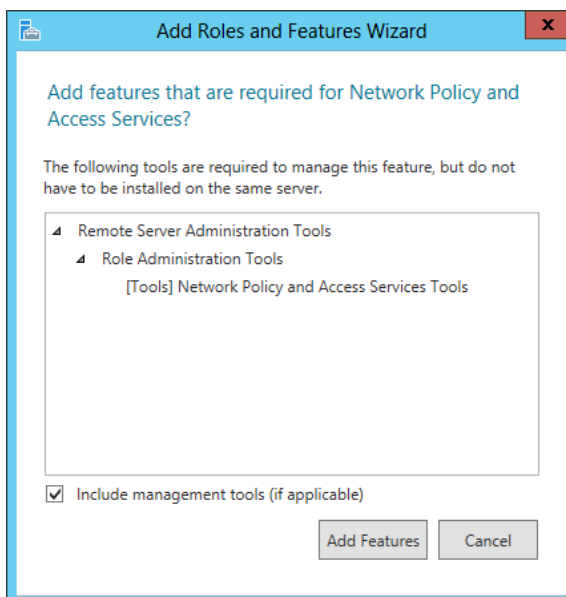 Add Roles and Features Wizard
x
Add features that are required for Network Policy and
Access Services?
The following tools are required to manage this feature, but do not
have to be installed on the same server.
Remote Server Administration Tools
Role Administration Tools
[Tools] Network Policy and Access Services Tools
Include management tools (if applicable)
Add Features
Cancel